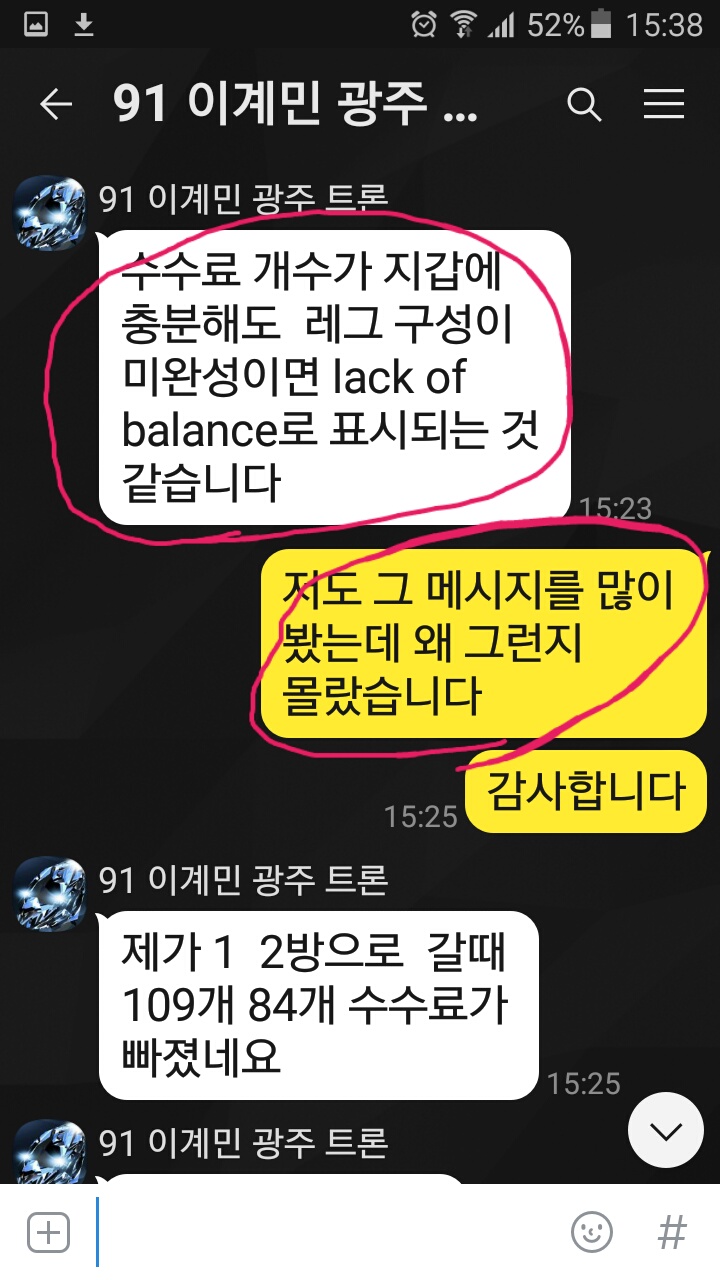 52% 15:38
91 이계민 광주 ...
91 이계민 광주 트론
수수료 개수가 지갑에
충분해도 레그 구성이
미완성이면 lack of
balance로 표시되는 것
같습니다
15:23
저도 그 메시지를 많이
봤는데 왜 그런지
몰랐습니다
감사합니다
15:25
91 이계민 광주 트론
제가 1 2방으로 갈때
109개 84개 수수료가
빠졌네요
15:25
91 이계민 광주 트론
#